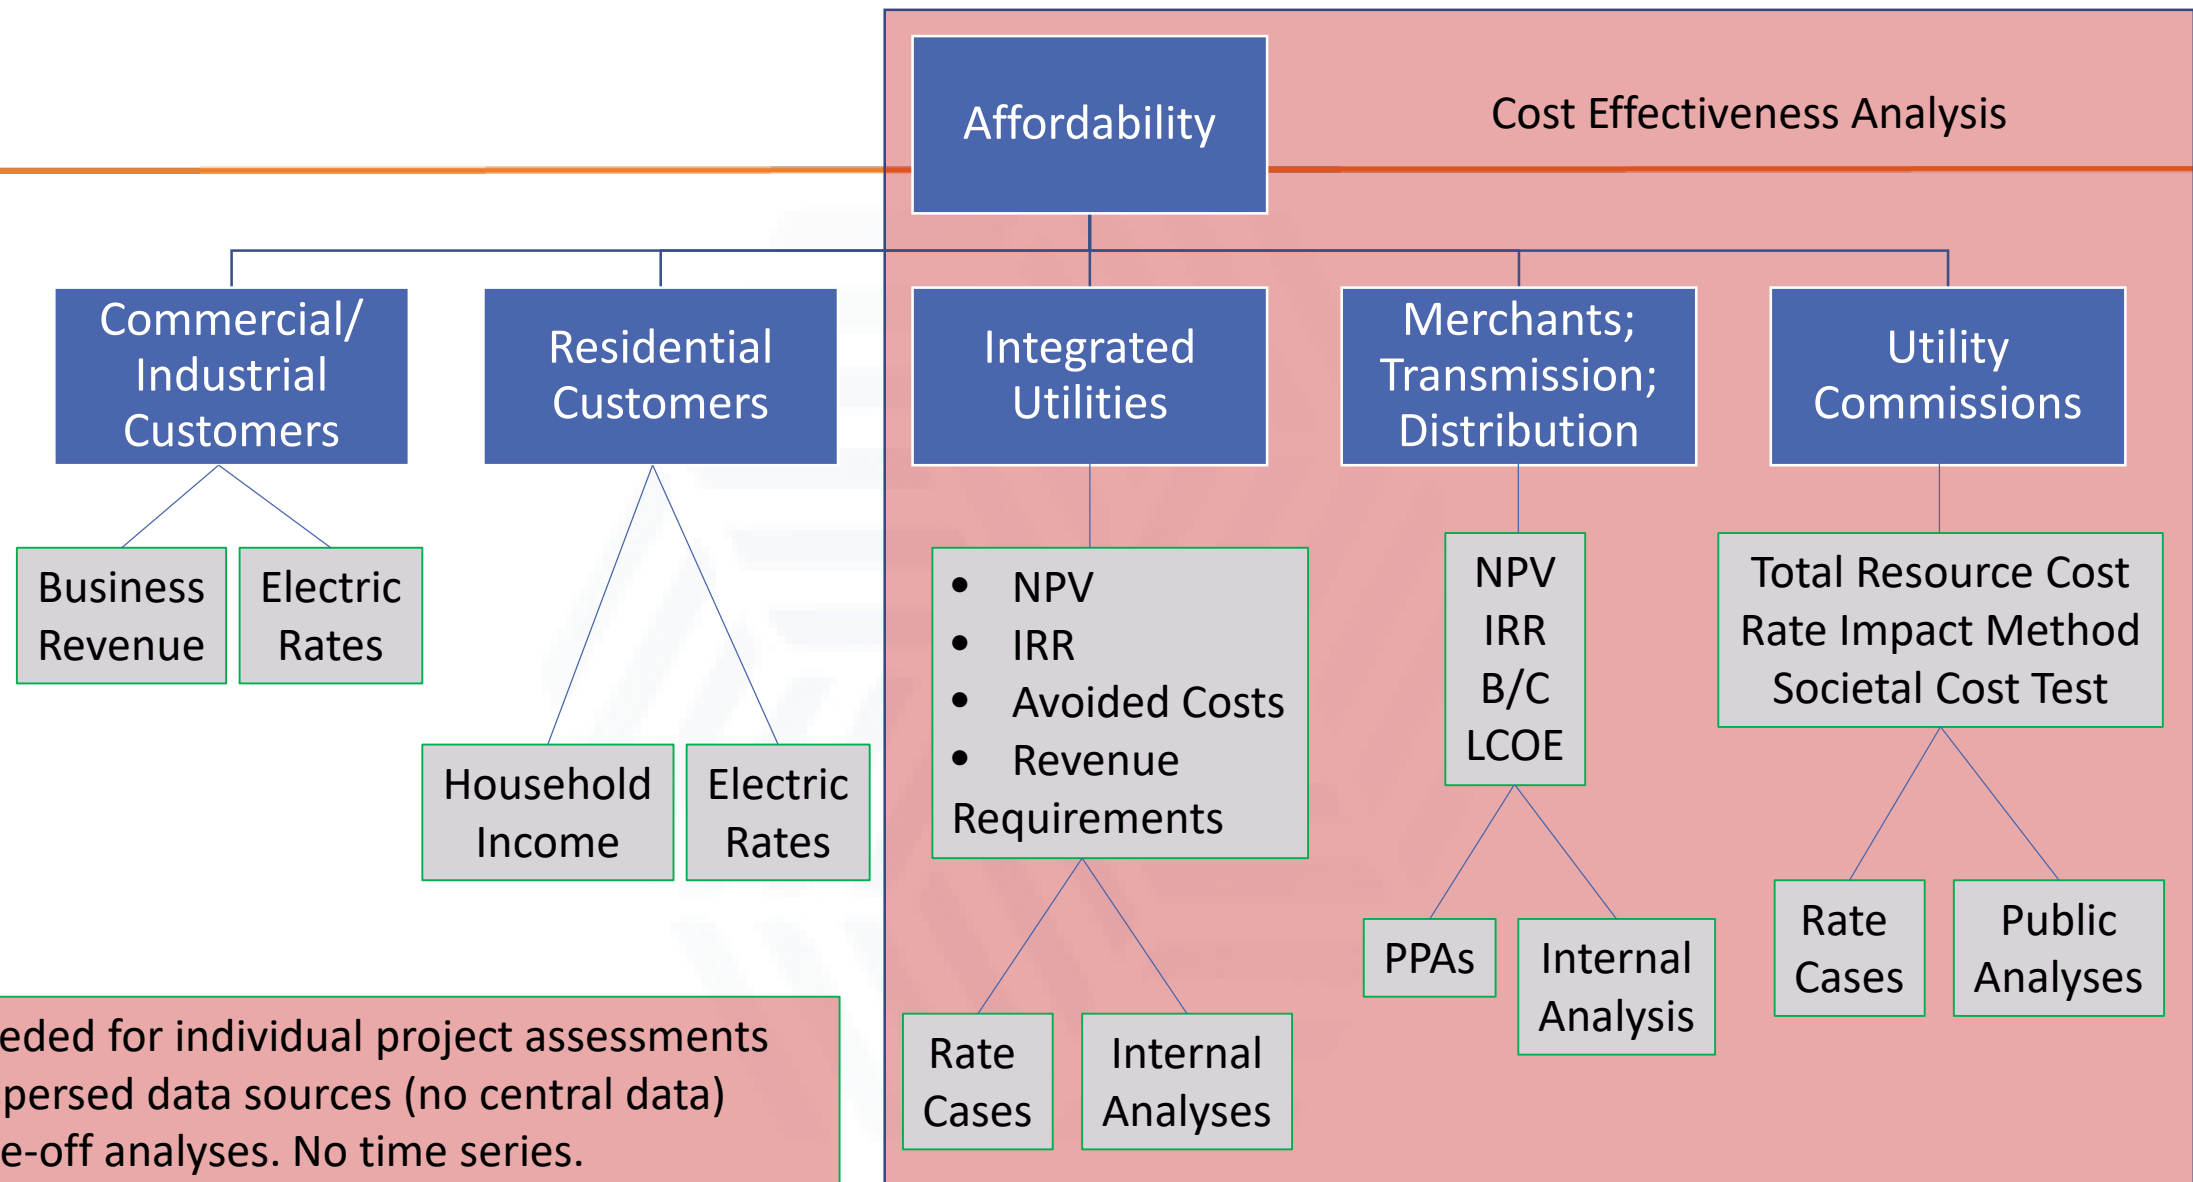 Affordability
Cost Effectiveness Analysis
Commercial/
Industrial
Customers
Residential
Customers
Integrated
Utilities
Merchants;
Transmission;
Distribution
Utility
Commissions
Business
Revenue
Electric
Rates
Household
Income
Electric
Rates
• NPV
• IRR
• Avoided Costs
• Revenue
Requirements
NPV
IRR
B/C
LCOE
Total Resource Cost
Rate Impact Method
Societal Cost Test
Rate
Cases
Internal
Analyses
PPAs
Internal
Analysis
Rate
Cases
Public
Analyses
eded for individual project assessments
persed data sources (no central data)
e-off analyses. No time series.